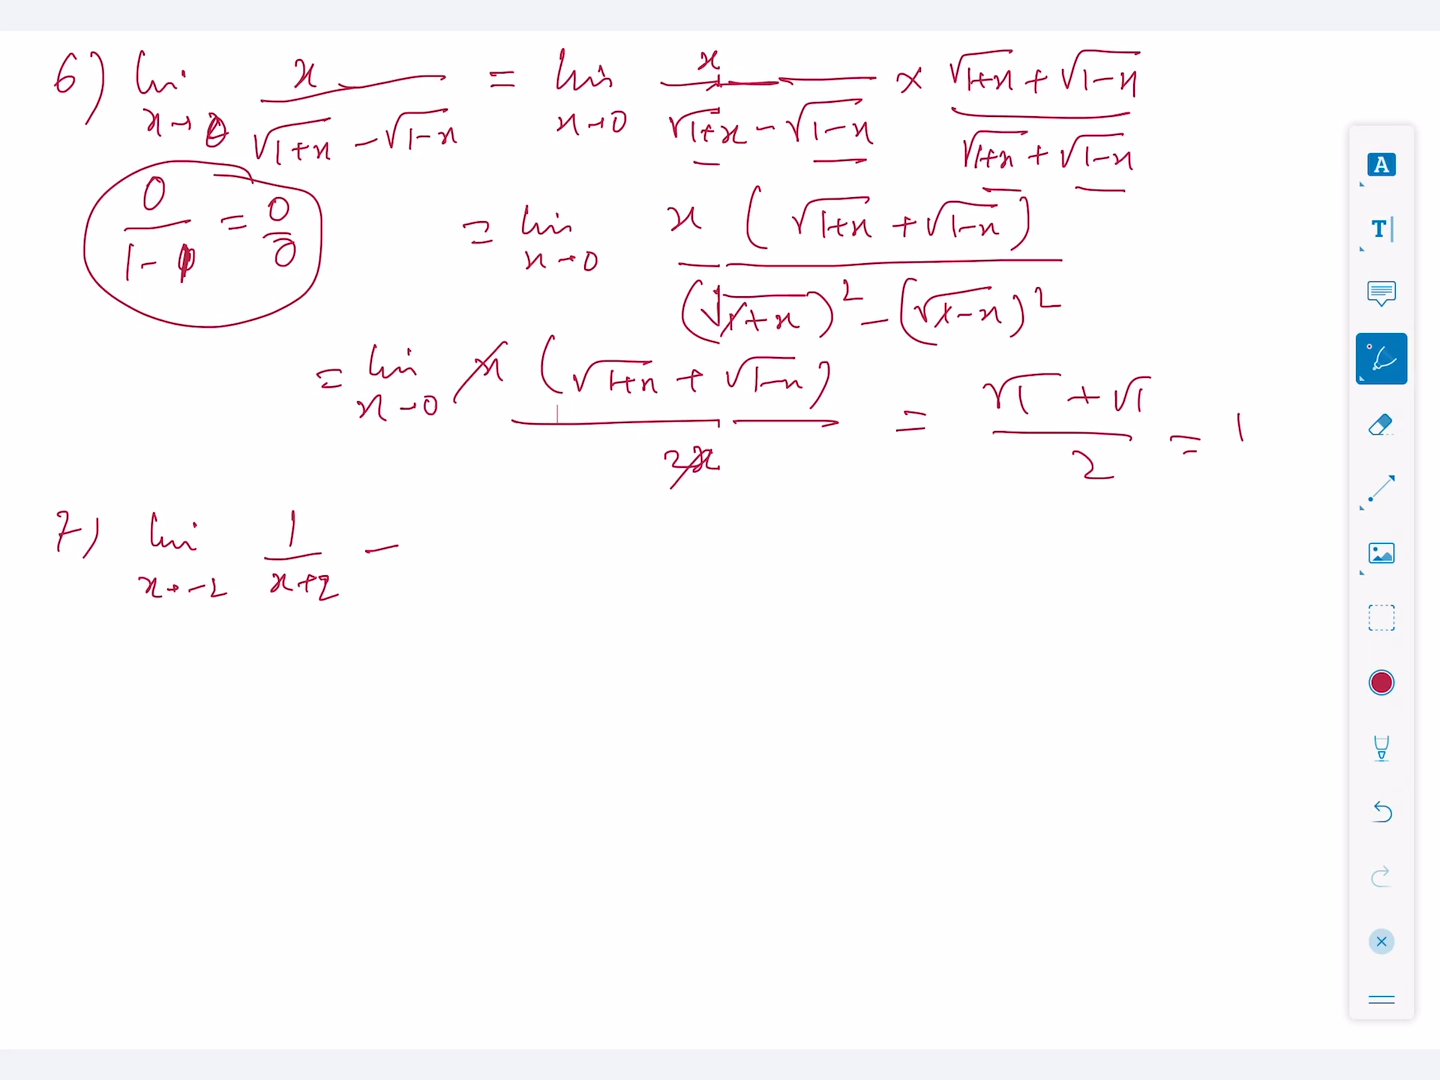 6) lim x→0 x / (√1+x − √1−x) = lim x→0 x / (√1+x − √1−x) × (√1+x + √1−x) / (√1+x + √1−x)
0 / (1−1) = 0/0
= lim x→0 x (√1+x + √1−x) / ((√1+x)² − (√1−x)²)
= lim x→0 x (√1+x + √1−x) / 2x = (√1 + √1) / 2 = 1
7) lim x→−2 1 / (x+2) −
A
T